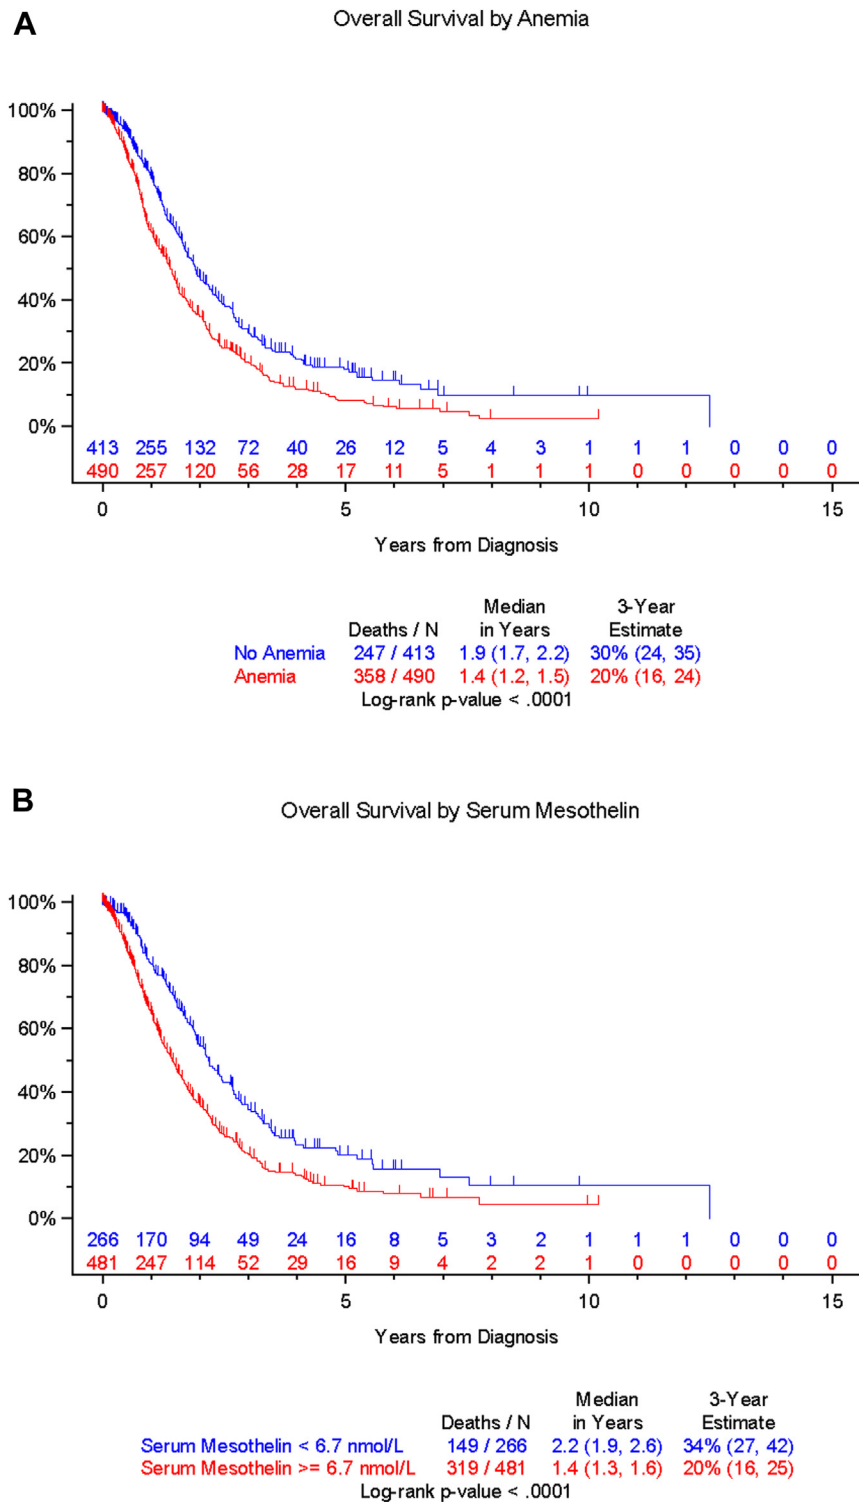 A
Overall Survival by Anemia
100%
80%
60%
40%
20%
0%
413 255 132 72 40 26 12 5 4 3 1 1 1 0 0 0
490 257 120 56 28 17 11 5 1 1 1 0 0 0 0 0
0 5 10 15
Years from Diagnosis
Median 3-Year
Deaths / N in Years Estimate
No Anemia 247 / 413 1.9 (1.7, 2.2) 30% (24, 35)
Anemia 358 / 490 1.4 (1.2, 1.5) 20% (16, 24)
Log-rank p-value < .0001
B
Overall Survival by Serum Mesothelin
100%
80%
60%
40%
20%
0%
266 170 94 49 24 16 8 5 3 2 1 1 1 0 0 0
481 247 114 52 29 16 9 4 2 2 1 0 0 0 0 0
0 5 10 15
Years from Diagnosis
Median 3-Year
Deaths / N in Years Estimate
Serum Mesothelin < 6.7 nmol/L 149 / 266 2.2 (1.9, 2.6) 34% (27, 42)
Serum Mesothelin >= 6.7 nmol/L 319 / 481 1.4 (1.3, 1.6) 20% (16, 25)
Log-rank p-value < .0001